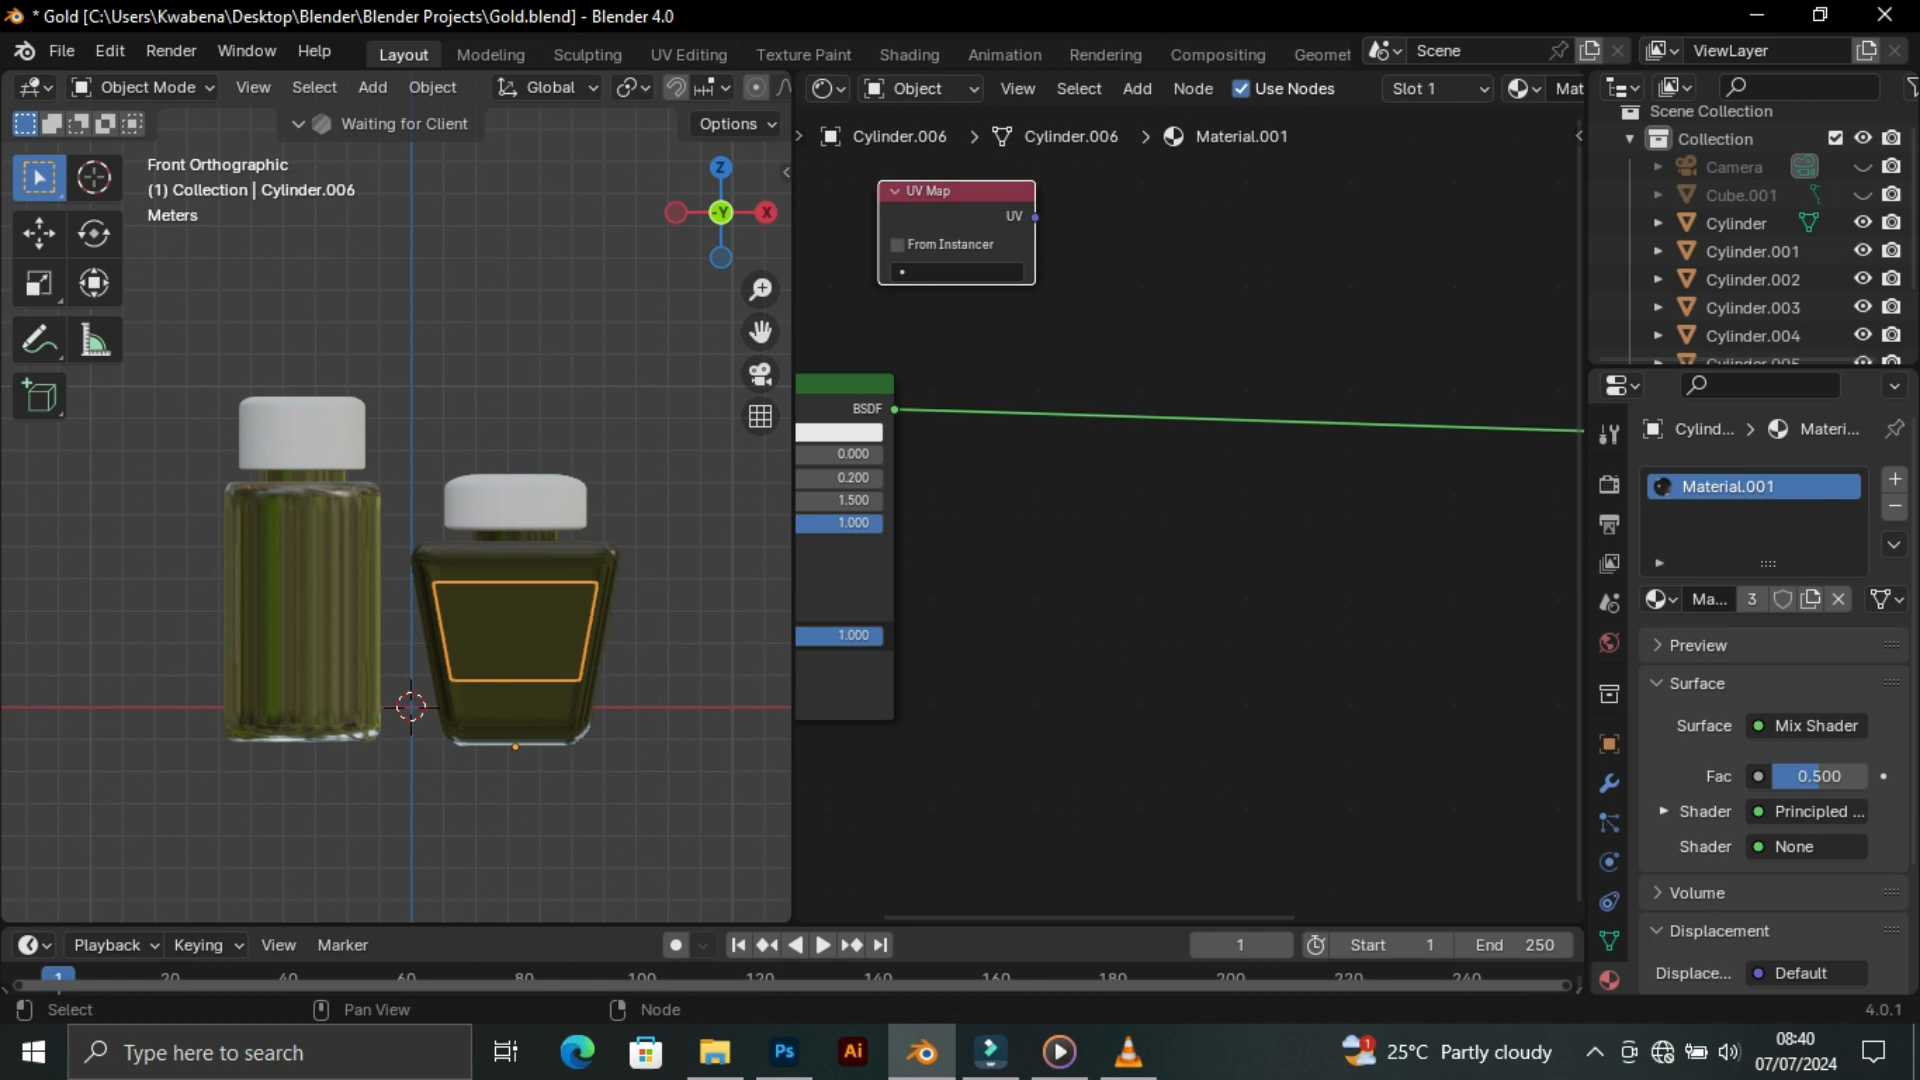 * Gold [C:\Users\Kwabena\Desktop\Blender\Blender Projects\Gold.blend] - Blender 4.0
File Edit Render Window Help
Layout Modeling Sculpting UV Editing Texture Paint Shading Animation Rendering Compositing Geomet
Scene
ViewLayer
Object Mode View Select Add Object Global
Object View Select Add Node Use Nodes Slot 1 Mat
Waiting for Client
Options
Front Orthographic
(1) Collection | Cylinder.006
Meters
Z
-Y
X
Cylinder.006 > Cylinder.006 > Material.001
UV Map
UV
From Instancer
BSDF
0.000
0.200
1.500
1.000
1.000
Scene Collection
Collection
Camera
Cube.001
Cylinder
Cylinder.001
Cylinder.002
Cylinder.003
Cylinder.004
Cylinder.005
Cylind... > Materi...
Material.001
Ma... 3
Preview
Surface
Surface Mix Shader
Fac 0.500
Shader Principled ...
Shader None
Volume
Displacement
Displace... Default
Playback Keying View Marker
1 Start 1 End 250
1 20 40 60 80 100 120 140 160 180 200 220 240
Select Pan View Node 4.0.1
Type here to search
Ps
Ai
1
25°C Partly cloudy
08:40
07/07/2024